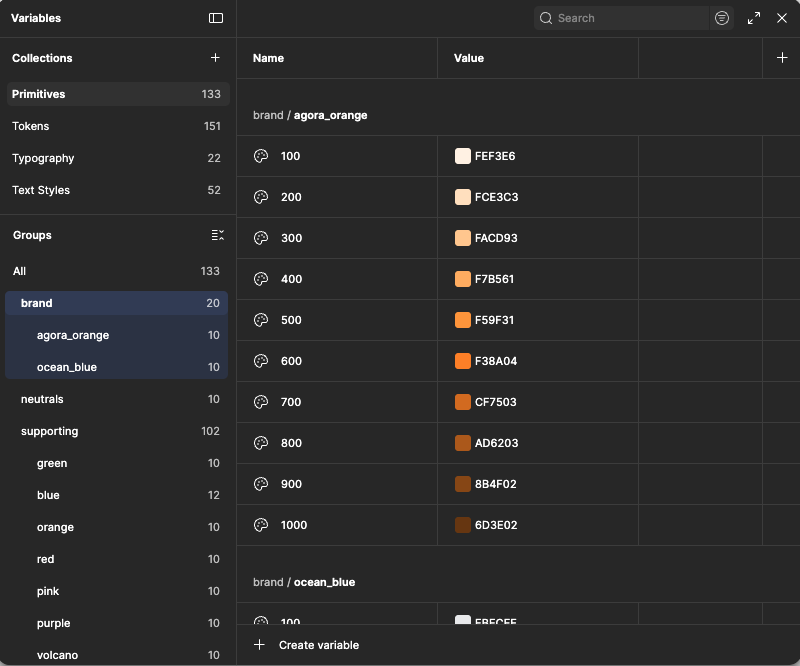 Variables
Search
Collections
Name Value
Primitives 133
Tokens 151
Typography 22
Text Styles 52
Groups
All 133
brand 20
agora_orange 10
ocean_blue 10
neutrals 10
supporting 102
green 10
blue 12
orange 10
red 10
pink 10
purple 10
volcano 10
brand / agora_orange
100 FEF3E6
200 FCE3C3
300 FACD93
400 F7B561
500 F59F31
600 F38A04
700 CF7503
800 AD6203
900 8B4F02
1000 6D3E02
brand / ocean_blue
100
Create variable